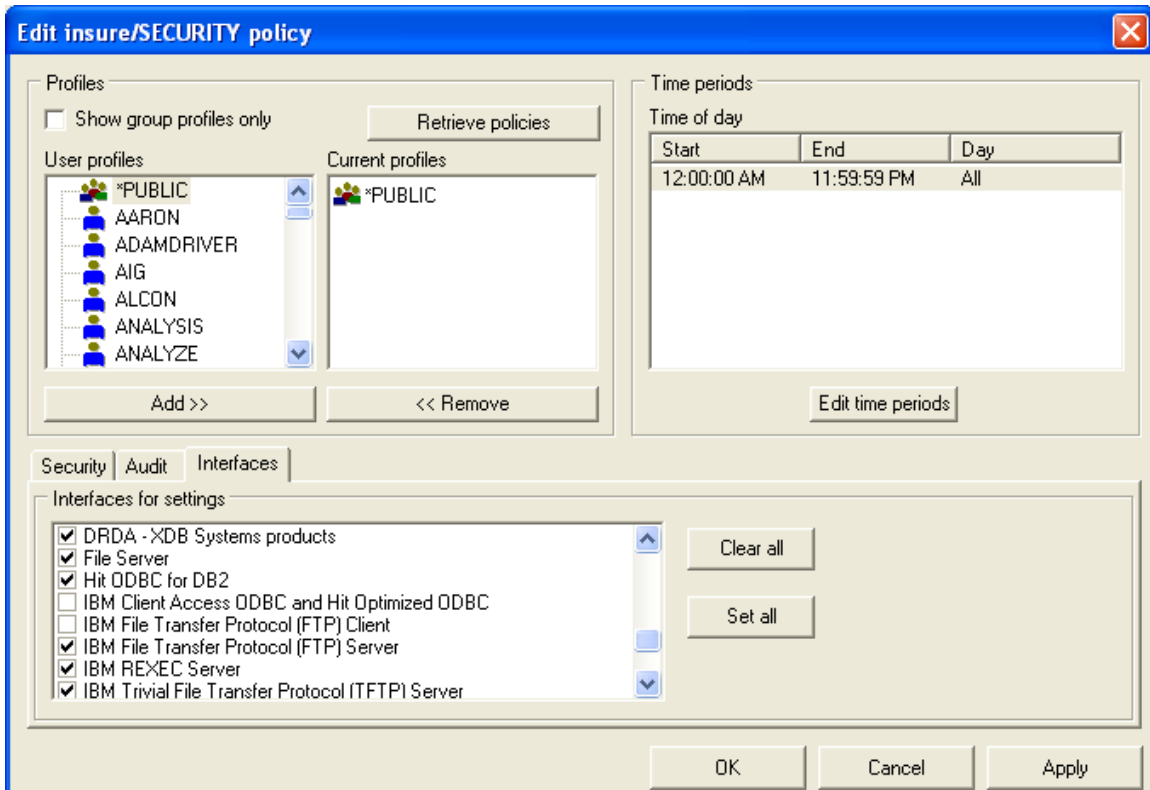 Edit insure/SECURITY policy
Profiles
Show group profiles only
Retrieve policies
User profiles
Current profiles
*PUBLIC
AARON
ADAMDRIVER
AIG
ALCON
ANALYSIS
ANALYZE
*PUBLIC
Add >>
<< Remove
Time periods
Time of day
Start End Day
12:00:00 AM 11:59:59 PM All
Edit time periods
Security Audit Interfaces
Interfaces for settings
DRDA - XDB Systems products
File Server
Hit ODBC for DB2
IBM Client Access ODBC and Hit Optimized ODBC
IBM File Transfer Protocol (FTP) Client
IBM File Transfer Protocol (FTP) Server
IBM REXEC Server
IBM Trivial File Transfer Protocol (TFTP) Server
Clear all
Set all
OK Cancel Apply